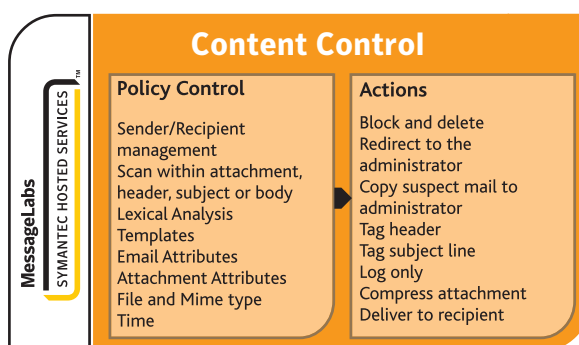 Content Control
MessageLabs
SYMANTEC HOSTED SERVICES™
Policy Control
Sender/Recipient
management
Scan within attachment,
header, subject or body
Lexical Analysis
Templates
Email Attributes
Attachment Attributes
File and Mime type
Time
Actions
Block and delete
Redirect to the
administrator
Copy suspect mail to
administrator
Tag header
Tag subject line
Log only
Compress attachment
Deliver to recipient